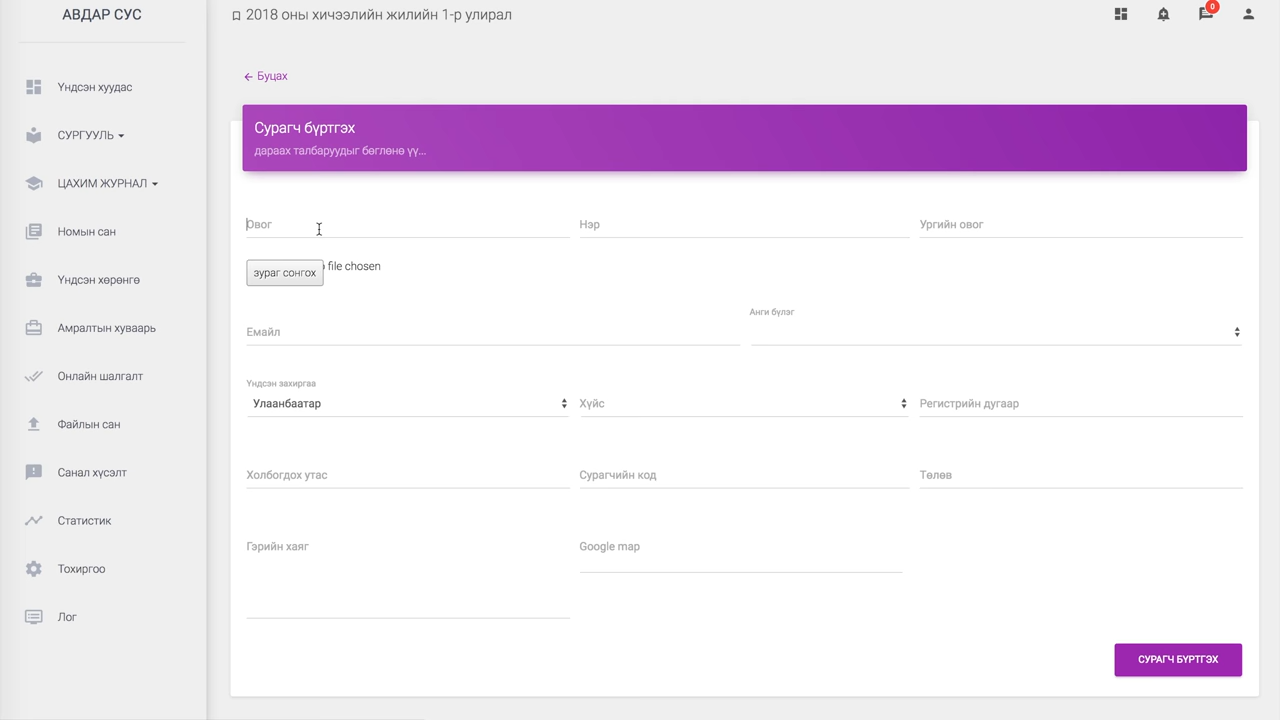 АВДАР СУС
2018 оны хичээлийн жилийн 1-р улирал
0
Үндсэн хуудас
СУРГУУЛЬ
ЦАХИМ ЖУРНАЛ
Номын сан
Үндсэн хөрөнгө
Амралтын хуваарь
Онлайн шалгалт
Файлын сан
Санал хүсэлт
Статистик
Тохиргоо
Лог
Буцах
Сурагч бүртгэх
дараах талбаруудыг бөглөнө үү...
Овог
Нэр
Ургийн овог
зураг сонгох
file chosen
Емайл
Анги бүлэг
Үндсэн захиргаа
Улаанбаатар
Хүйс
Регистрийн дугаар
Холбогдох утас
Сурагчийн код
Төлөв
Гэрийн хаяг
Google map
СУРАГЧ БҮРТГЭХ